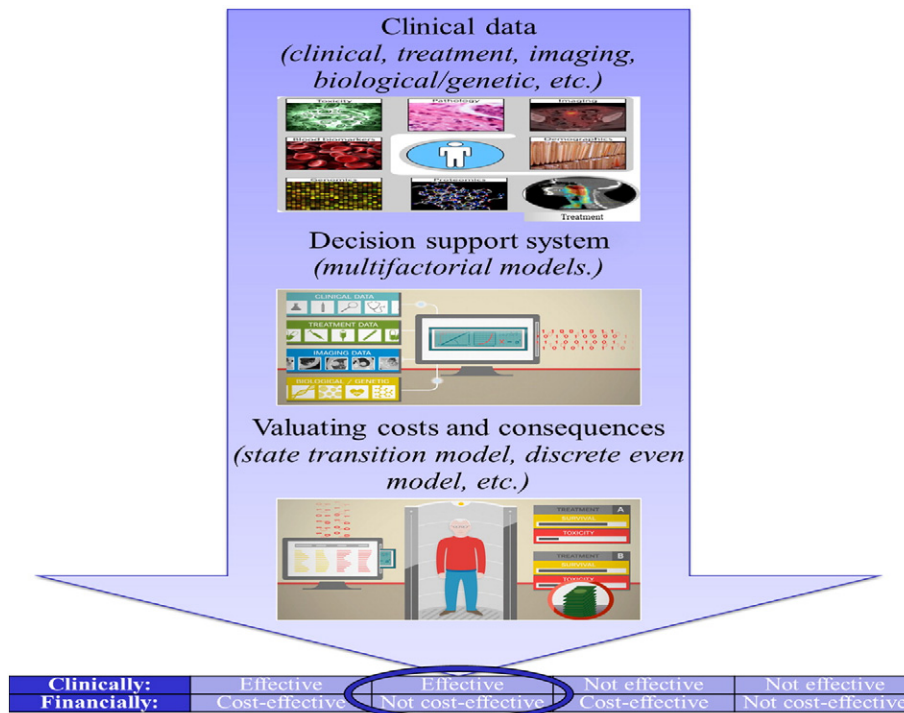 Clinical data
(clinical, treatment, imaging,
biological/genetic, etc.)
Toxicity
Pathology
Imaging
Blood biomarkers
Demographics
Genomics
Proteomics
Treatment
Decision support system
(multifactorial models.)
CLINICAL DATA
TREATMENT DATA
IMAGING DATA
BIOLOGICAL / GENETIC
Valuating costs and consequences
(state transition model, discrete even
model, etc.)
TREATMENT A
SURVIVAL
TOXICITY
TREATMENT B
SURVIVAL
TOXICITY
Clinically: Effective Effective Not effective Not effective
Financially: Cost-effective Not cost-effective Cost-effective Not cost-effective